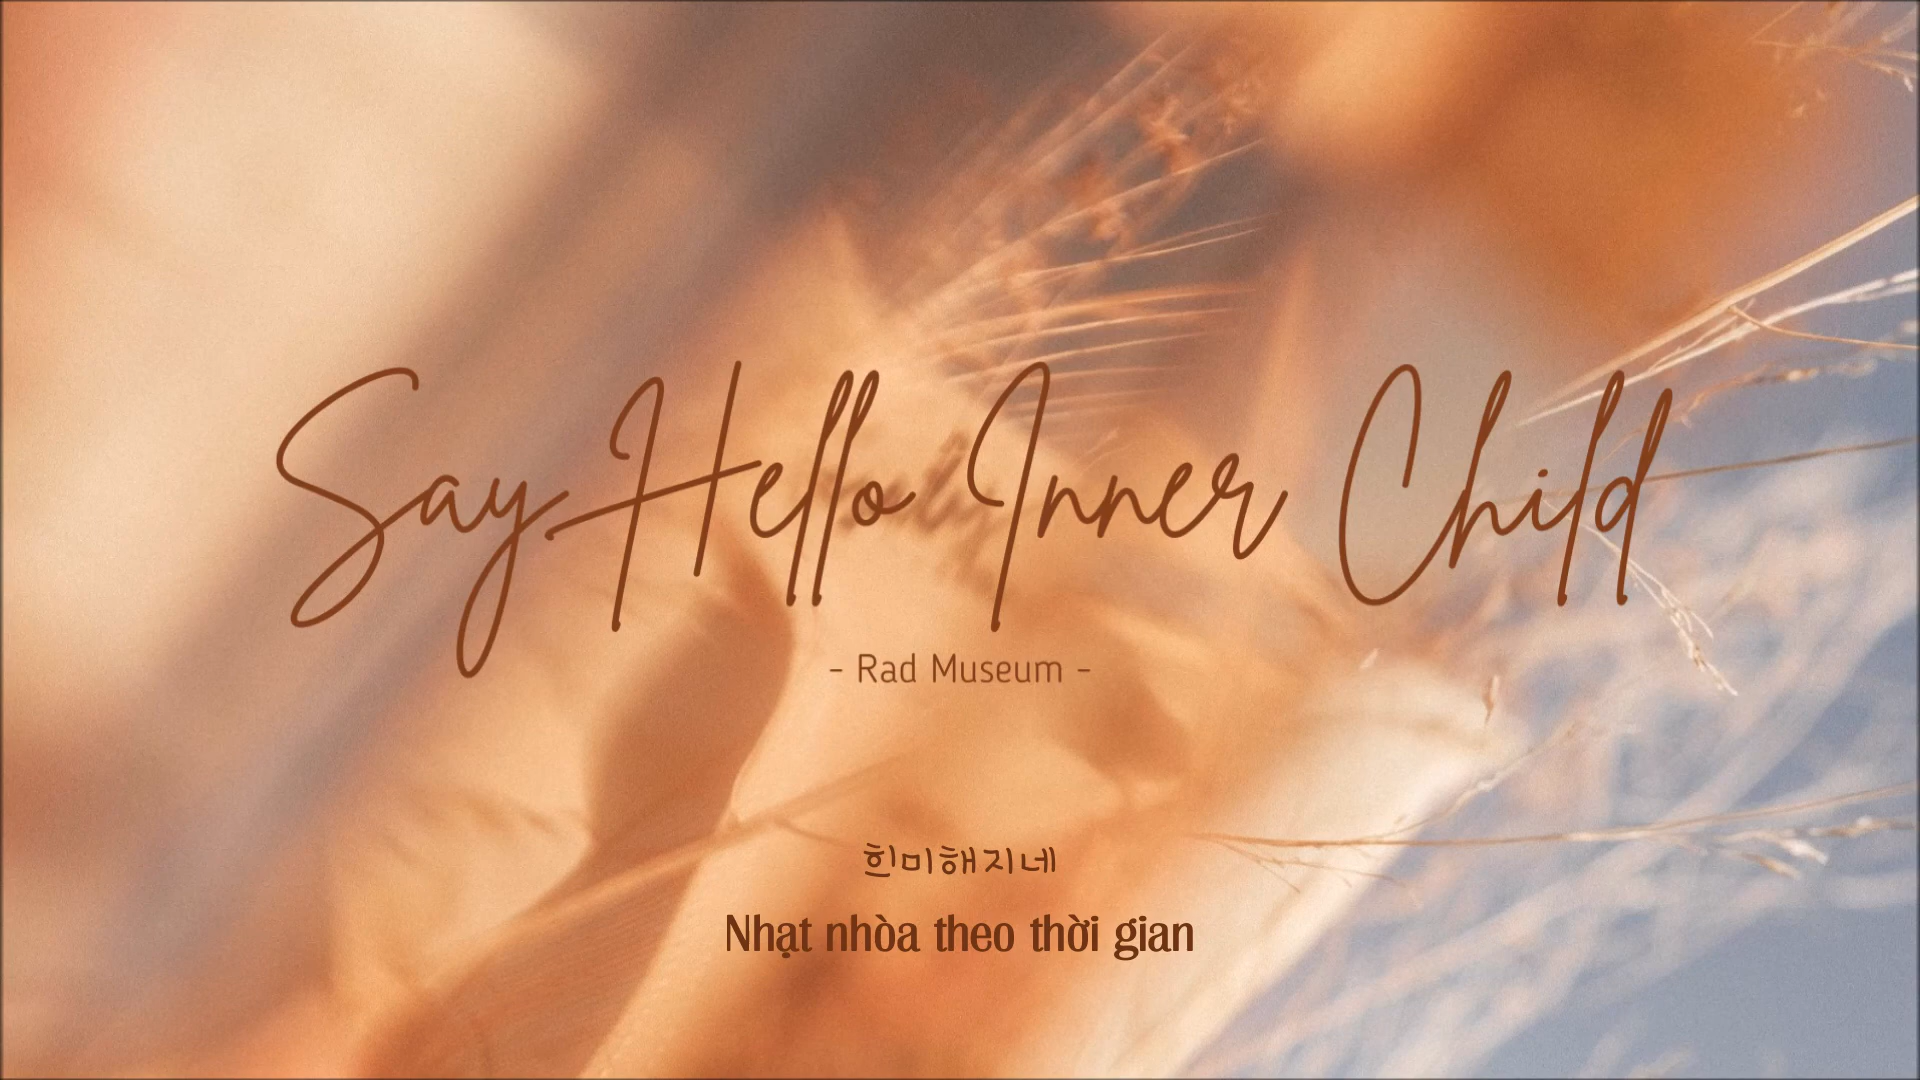 Say Hello Inner Child
- Rad Museum -
희미해지네
Nhạt nhòa theo thời gian